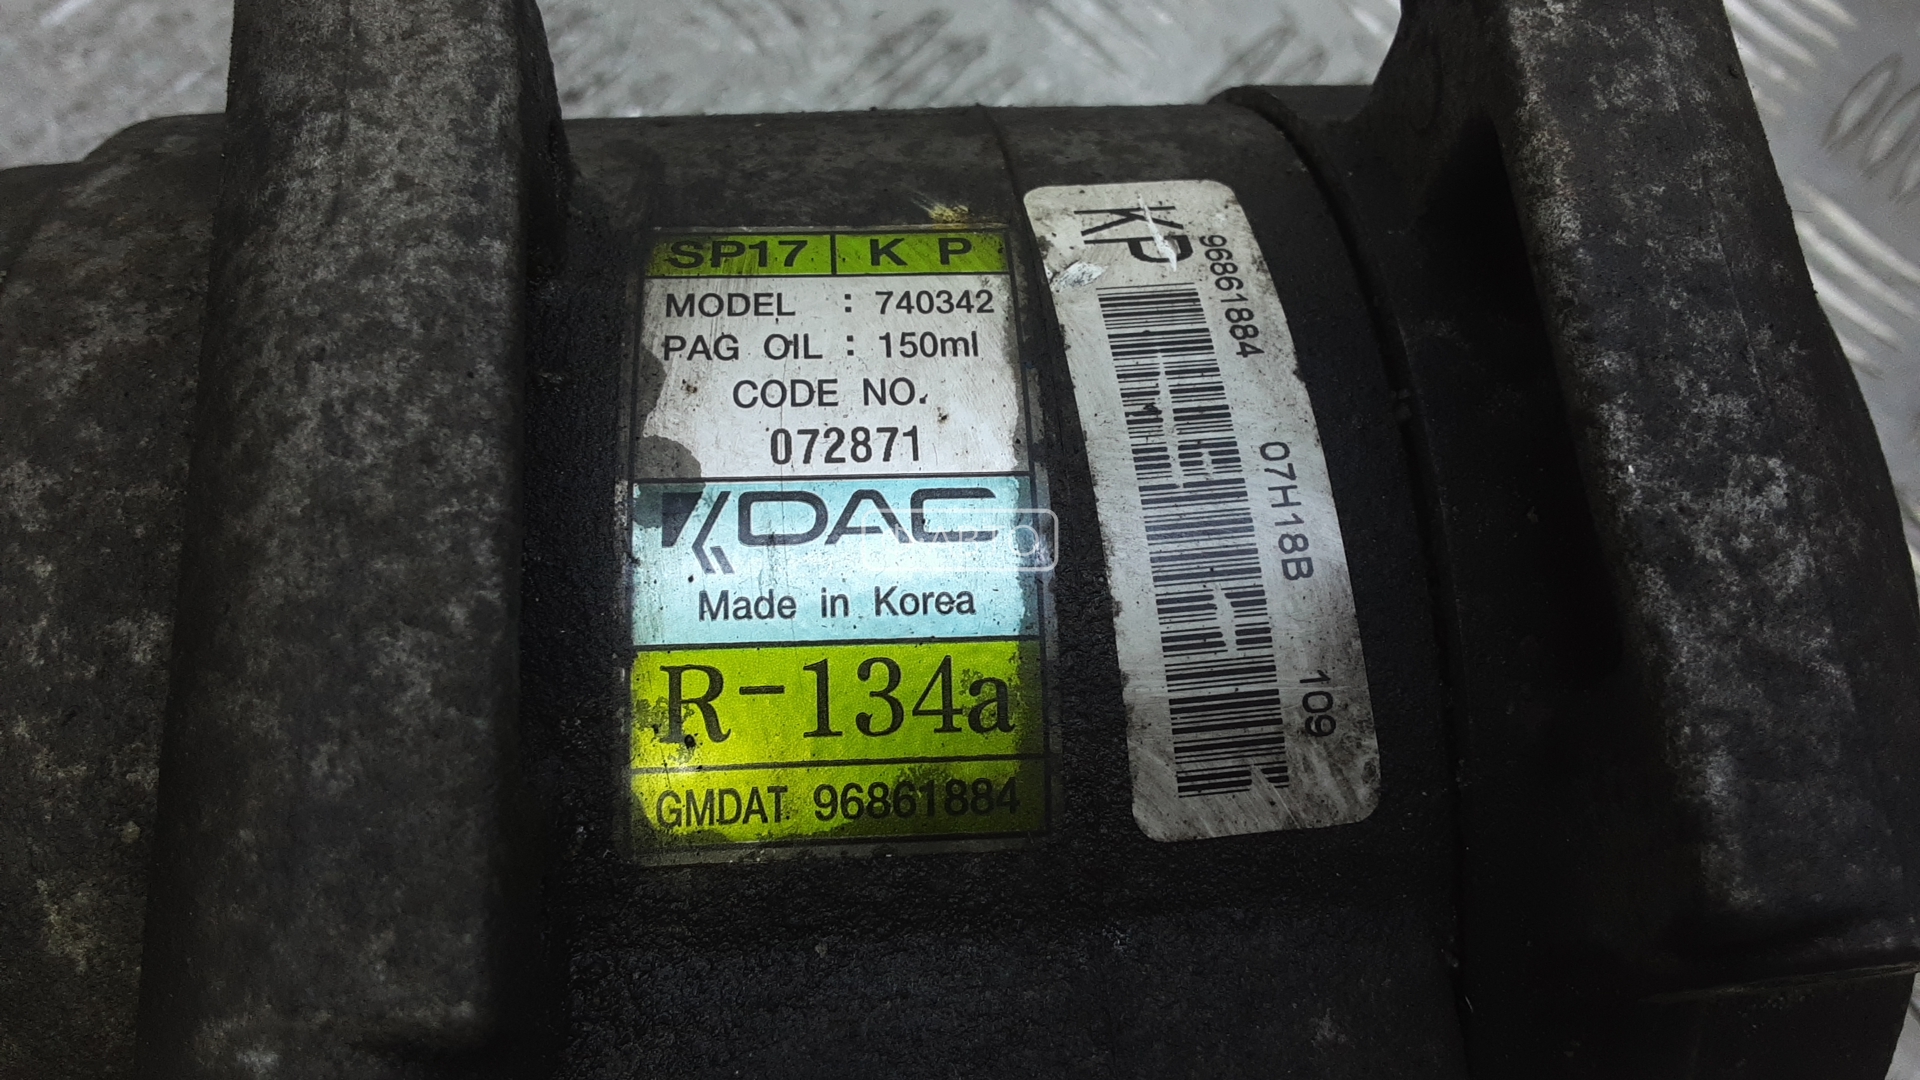 SP17 K P
MODEL : 740342
PAG OIL : 150ml
CODE NO.
072871
KDAC
Made in Korea
R-134a
GMDAT 96861884
KP
96861884 07H18B 109